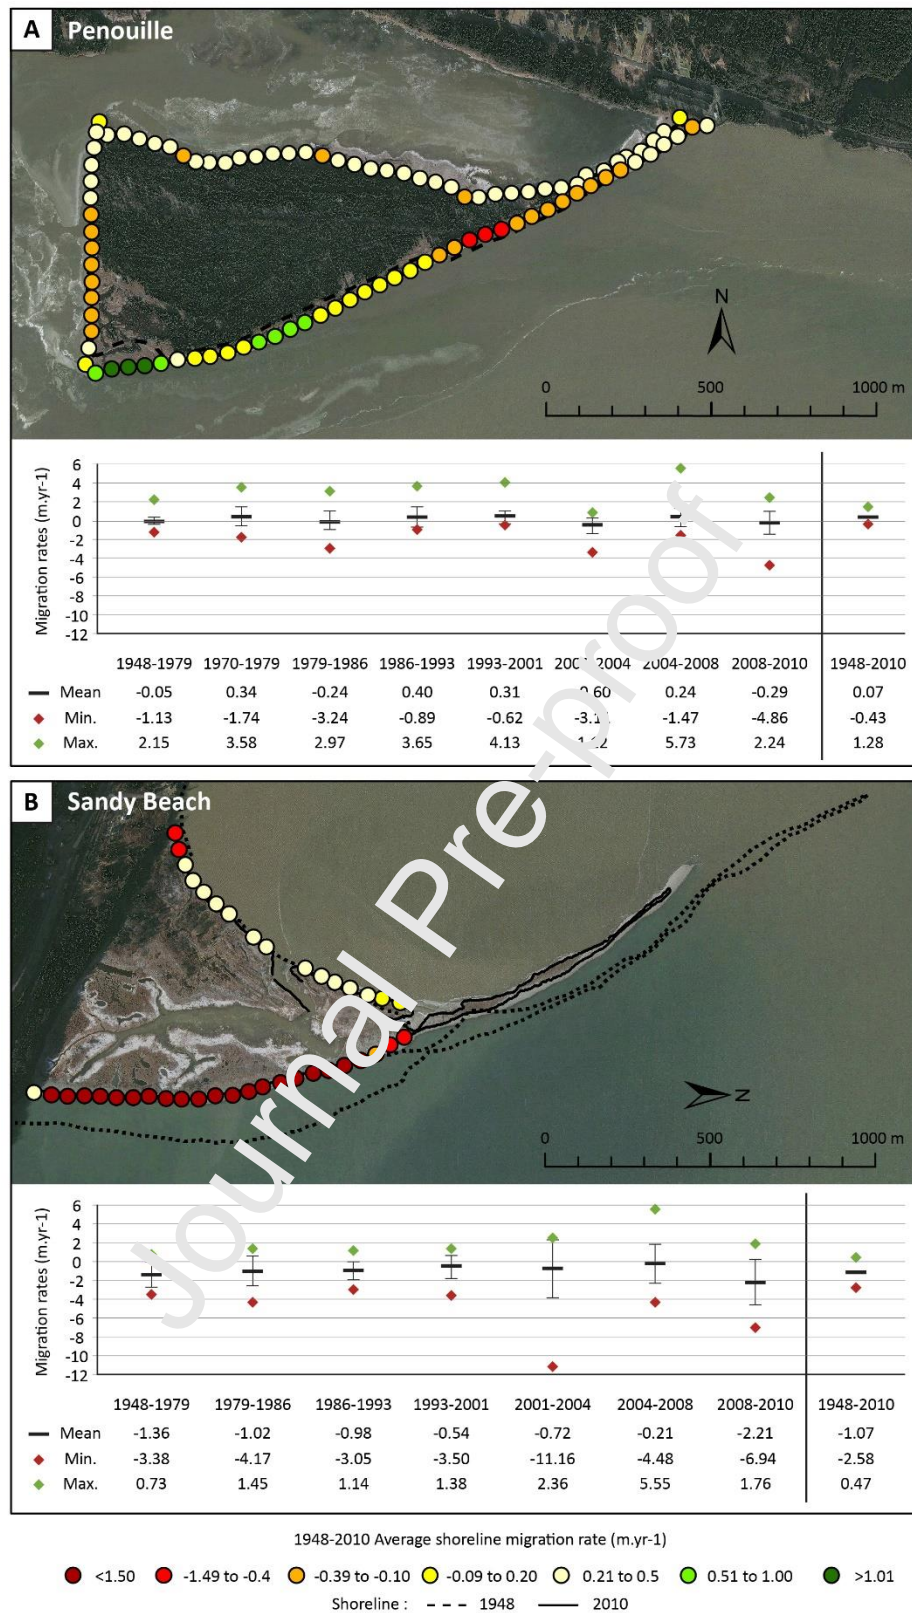 A Penouille
N
0 500 1000 m
Migration rates (m.yr-1)
6
4
2
0
-2
-4
-6
-8
-10
-12
1948-1979 1970-1979 1979-1986 1986-1993 1993-2001 2004-2008 2008-2010 1948-2010
Mean -0.05 0.34 -0.24 0.40 0.31 0.24 -0.29 0.07
Min. -1.13 -1.74 -3.24 -0.89 -0.62 -1.47 -4.86 -0.43
Max. 2.15 3.58 2.97 3.65 4.13 5.73 2.24 1.28
Journal Pre-proof
B Sandy Beach
N
0 500 1000 m
Migration rates (m.yr-1)
6
4
2
0
-2
-4
-6
-8
-10
-12
1948-1979 1979-1986 1986-1993 1993-2001 2001-2004 2004-2008 2008-2010 1948-2010
Mean -1.36 -1.02 -0.98 -0.54 -0.72 -0.21 -2.21 -1.07
Min. -3.38 -4.17 -3.05 -3.50 -11.16 -4.48 -6.94 -2.58
Max. 0.73 1.45 1.14 1.38 2.36 5.55 1.76 0.47
1948-2010 Average shoreline migration rate (m.yr-1)
<1.50 -1.49 to -0.4 -0.39 to -0.10 -0.09 to 0.20 0.21 to 0.5 0.51 to 1.00 >1.01
Shoreline : 1948 2010